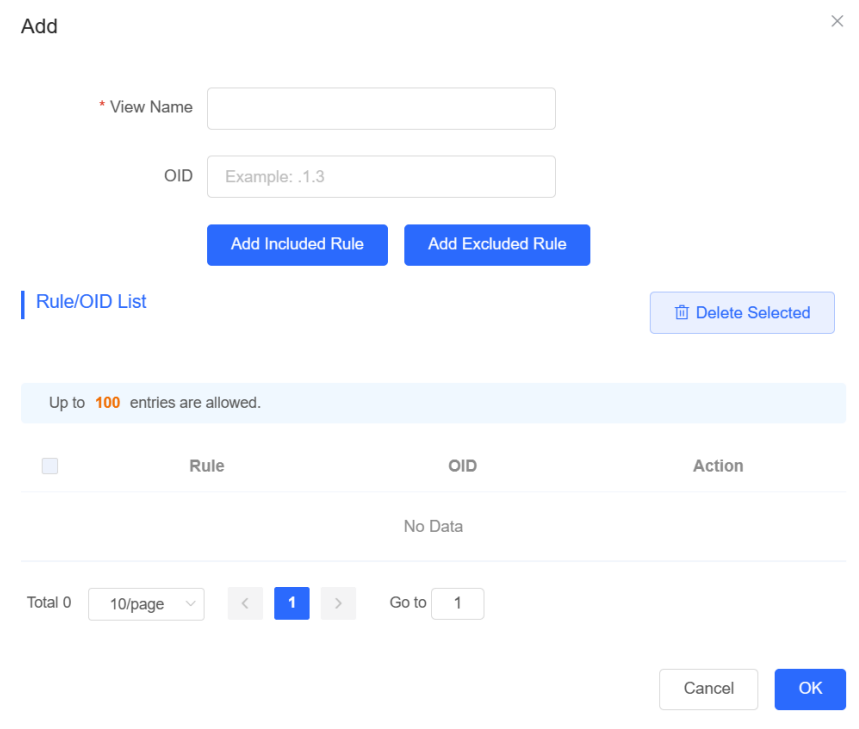 Add
* View Name
OID Example: .1.3
Add Included Rule Add Excluded Rule
Rule/OID List
Delete Selected
Up to 100 entries are allowed.
Rule OID Action
No Data
Total 0 10/page < 1 > Go to 1
Cancel OK